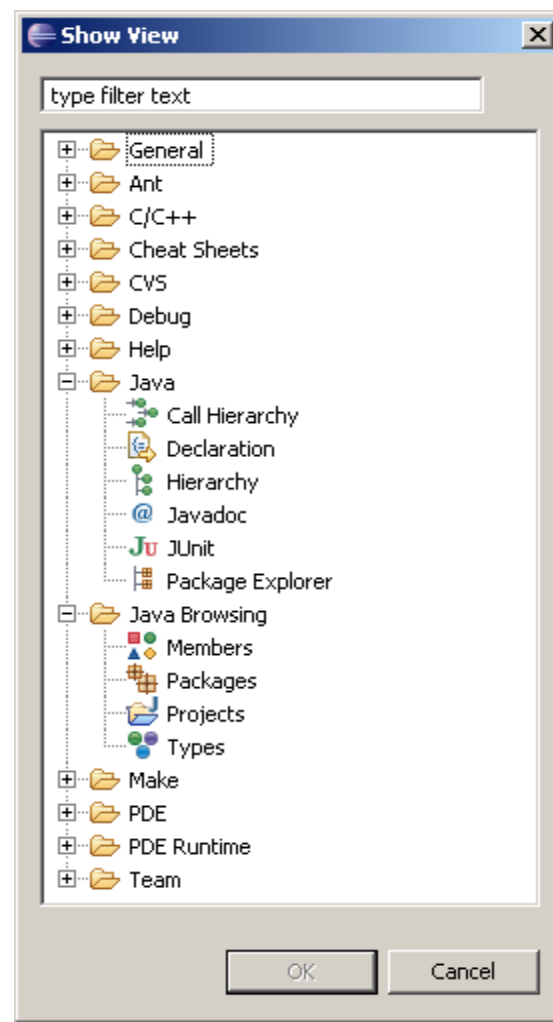 Show View
type filter text
General
Ant
C/C++
Cheat Sheets
CVS
Debug
Help
Java
Call Hierarchy
Declaration
Hierarchy
@ Javadoc
Ju JUnit
Package Explorer
Java Browsing
Members
Packages
Projects
Types
Make
PDE
PDE Runtime
Team
OK Cancel